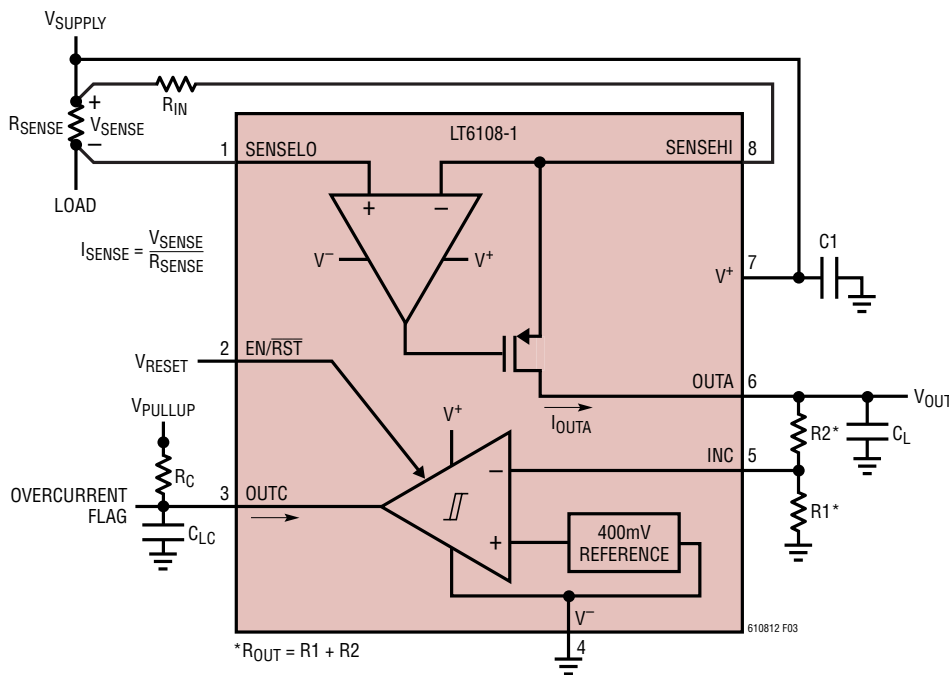 VSUPPLY
RIN
+
RSENSE
VSENSE
–
LOAD
ISENSE = VSENSE
RSENSE
LT6108-1
1
SENSELO
SENSEHI
8
+
–
V–
V+
C1
7
V+
2
EN/RST
VRESET
OUTA
6
VOUT
IOUTA
VPULLUP
V+
R2*
CL
INC
5
RC
–
OVERCURRENT
FLAG
3
OUTC
R1*
CLC
+
400mV
REFERENCE
V–
4
610812 F03
*ROUT = R1 + R2